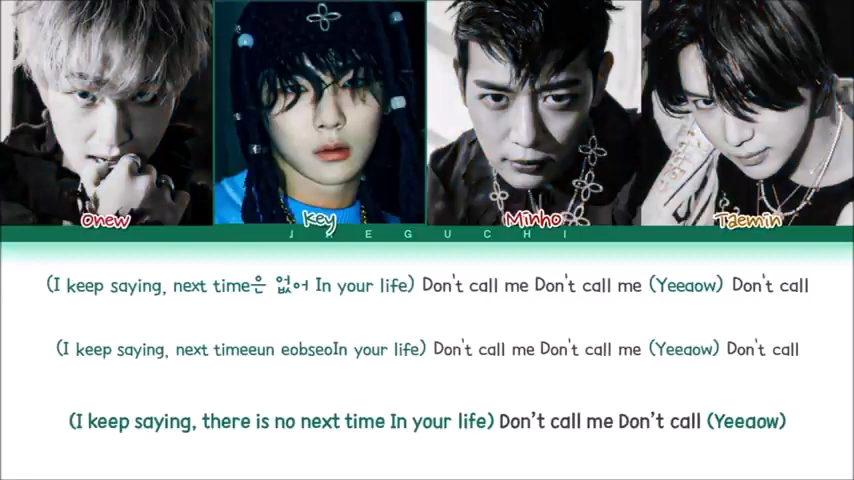 Onew Key Minho Taemin
JAEGUCHI
(I keep saying, next time은 없어 In your life) Don't call me Don't call me (Yeeaow) Don't call
(I keep saying, next timeeun eobseoIn your life) Don't call me Don't call me (Yeeaow) Don't call
(I keep saying, there is no next time In your life) Don't call me Don't call (Yeeaow)